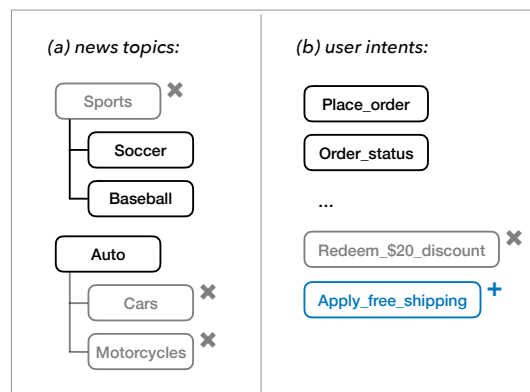 (a) news topics:
Sports
Soccer
Baseball
Auto
Cars
Motorcycles
(b) user intents:
Place_order
Order_status
...
Redeem_$20_discount
Apply_free_shipping